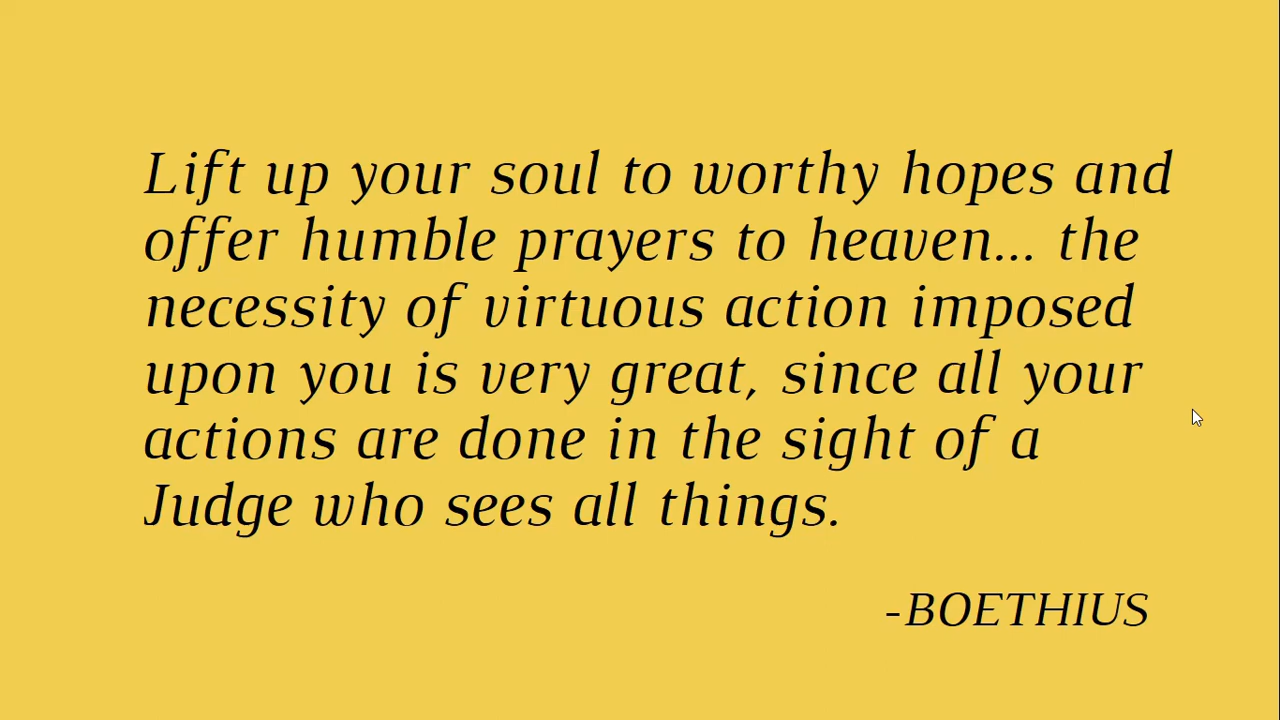 Lift up your soul to worthy hopes and
offer humble prayers to heaven... the
necessity of virtuous action imposed
upon you is very great, since all your
actions are done in the sight of a
Judge who sees all things.
-BOETHIUS